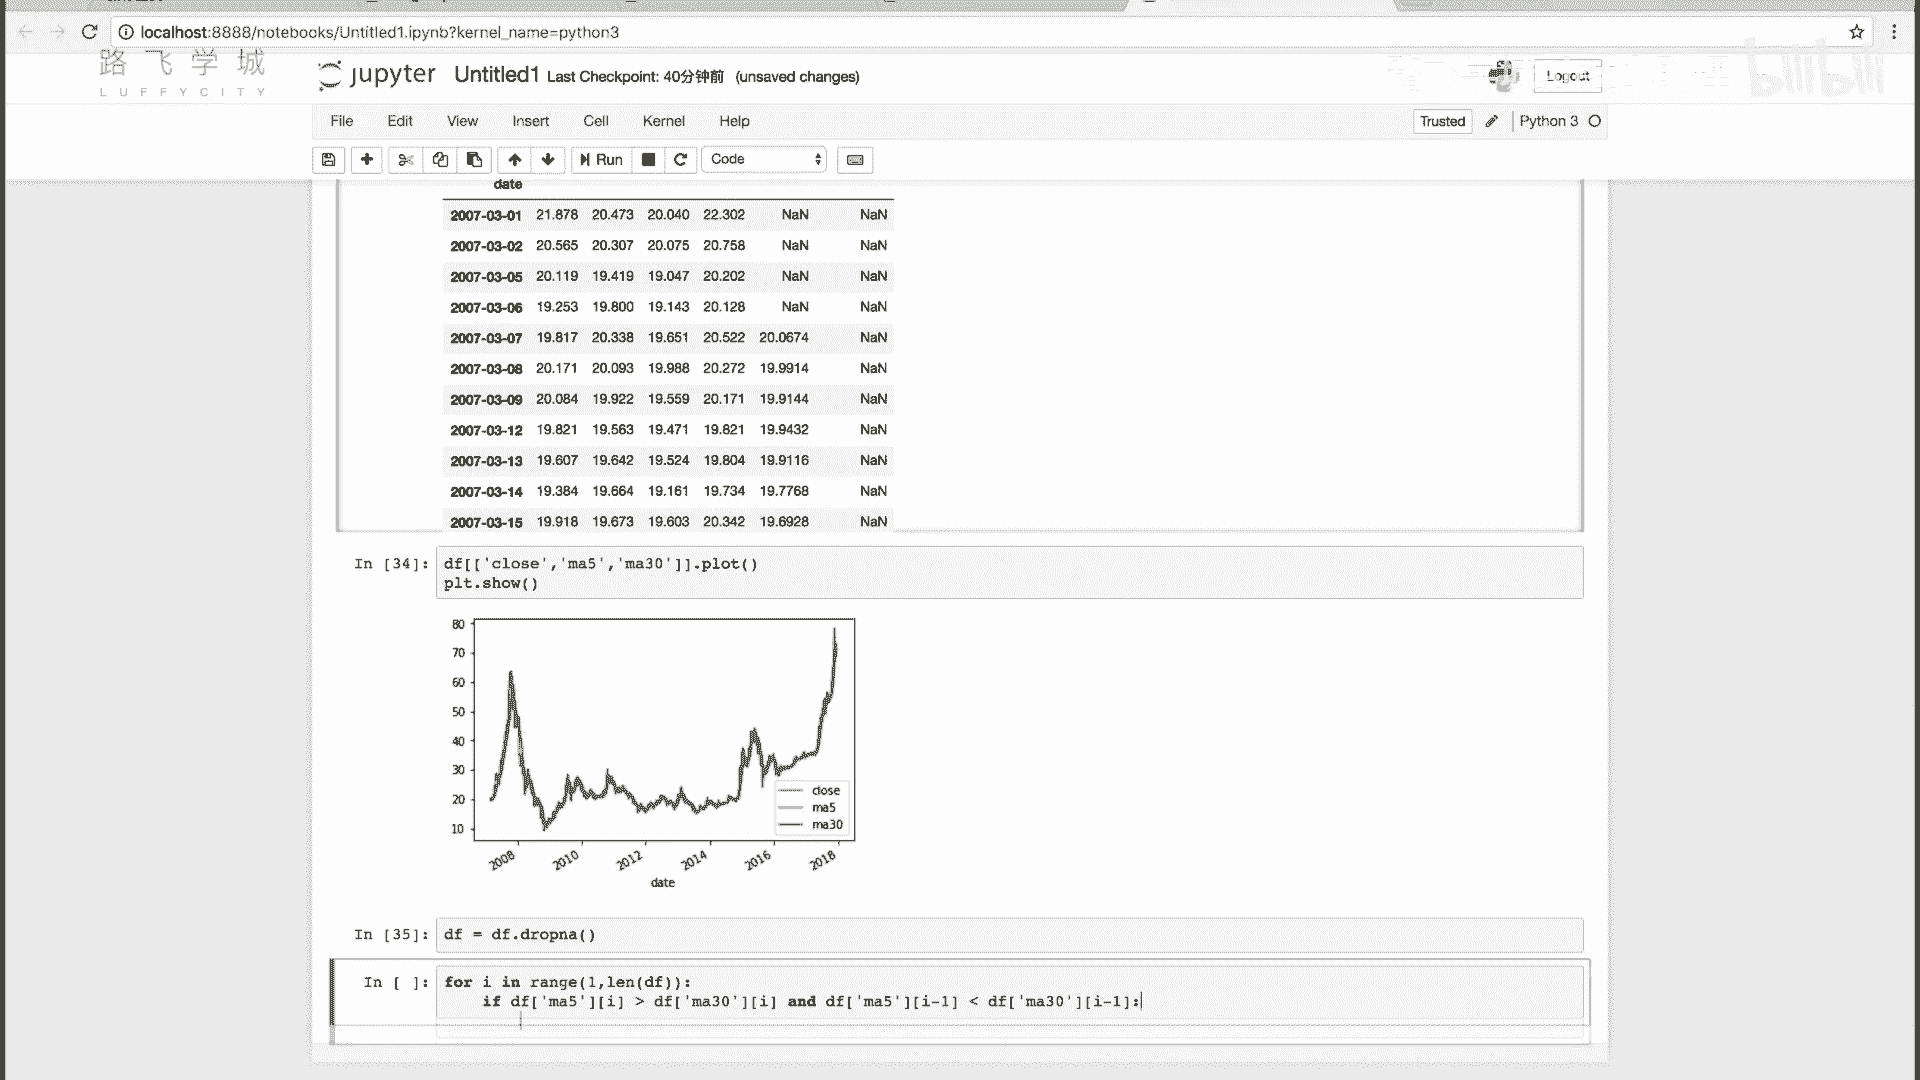 localhost:8888/notebooks/Untitled1.ipynb?kernel_name=python3
路飞学城
LUFFYCITY
bilibili
jupyter Untitled1 Last Checkpoint: 40分钟前 (unsaved changes)
Logout
File Edit View Insert Cell Kernel Help
Trusted Python 3
Run Code
date
2007-03-01 21.878 20.473 20.040 22.302 NaN NaN
2007-03-02 20.565 20.307 20.075 20.758 NaN NaN
2007-03-05 20.119 19.419 19.047 20.202 NaN NaN
2007-03-06 19.253 19.800 19.143 20.128 NaN NaN
2007-03-07 19.817 20.338 19.651 20.522 20.0674 NaN
2007-03-08 20.171 20.093 19.988 20.272 19.9914 NaN
2007-03-09 20.084 19.922 19.559 20.171 19.9144 NaN
2007-03-12 19.821 19.563 19.471 19.821 19.9432 NaN
2007-03-13 19.607 19.642 19.524 19.804 19.9116 NaN
2007-03-14 19.384 19.664 19.161 19.734 19.7768 NaN
2007-03-15 19.918 19.673 19.603 20.342 19.6928 NaN
In [34]: df[['close','ma5','ma30']].plot()
plt.show()
80
70
60
50
40
30
20
10
close
ma5
ma30
2008 2010 2012 2014 2016 2018
date
In [35]: df = df.dropna()
In [ ]: for i in range(1,len(df)):
if df['ma5'][i] > df['ma30'][i] and df['ma5'][i-1] < df['ma30'][i-1]: